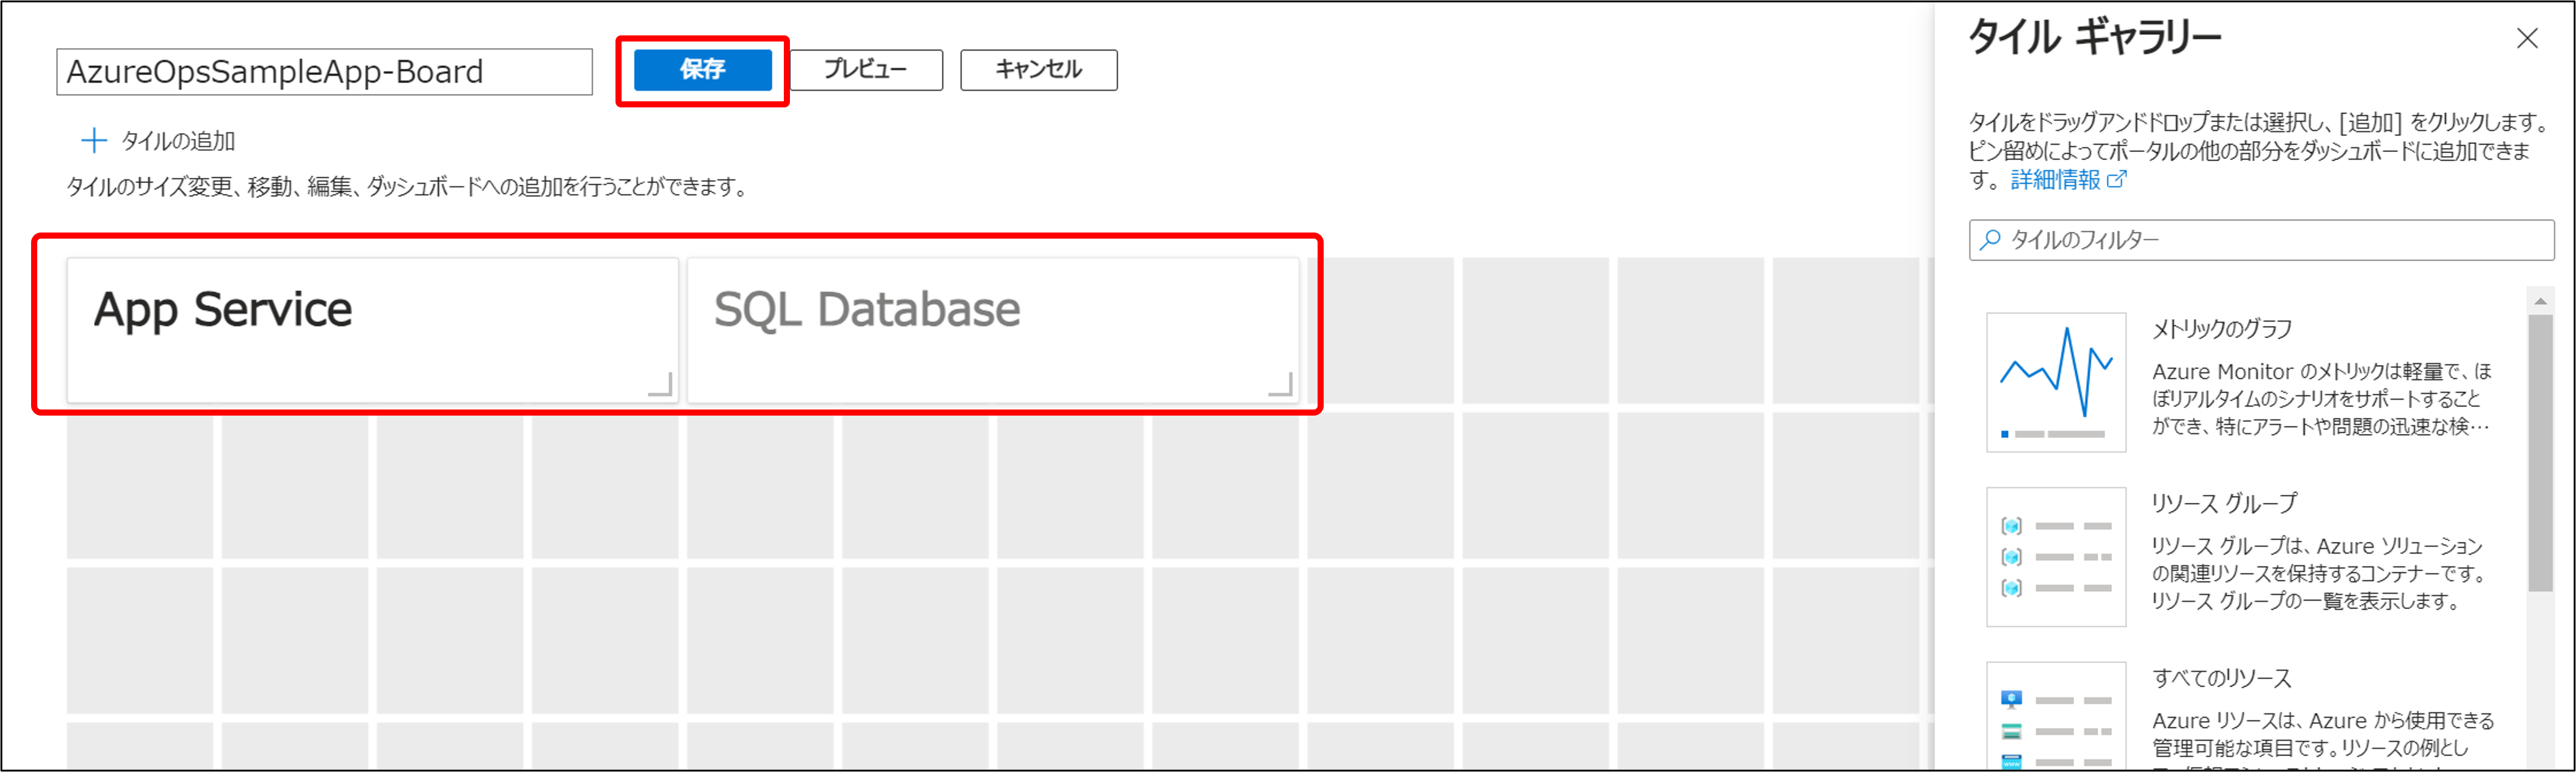 AzureOpsSampleApp-Board
保存
プレビュー
キャンセル
タイルの追加
タイルのサイズ変更、移動、編集、ダッシュボードへの追加を行うことができます。
App Service
SQL Database
タイル ギャラリー
タイルをドラッグアンドドロップまたは選択し、[追加] をクリックします。
ピン留めによってポータルの他の部分をダッシュボードに追加できま
す。 詳細情報
タイルのフィルター
メトリックのグラフ
Azure Monitor のメトリックは軽量で、ほ
ぼリアルタイムのシナリオをサポートすること
ができ、特にアラートや問題の迅速な検…
リソース グループ
リソース グループは、Azure ソリューション
の関連リソースを保持するコンテナーです。
リソース グループの一覧を表示します。
すべてのリソース
Azure リソースは、Azure から使用できる
管理可能な項目です。リソースの例とし